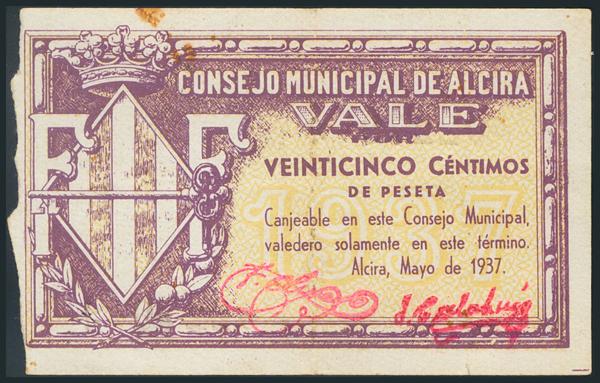 CONSEJO MUNICIPAL DE ALCIRA
VALE
VEINTICINCO CÉNTIMOS
DE PESETA
1937
Canjeable en este Consejo Municipal,
valedero solamente en este término.
Alcira, Mayo de 1937.